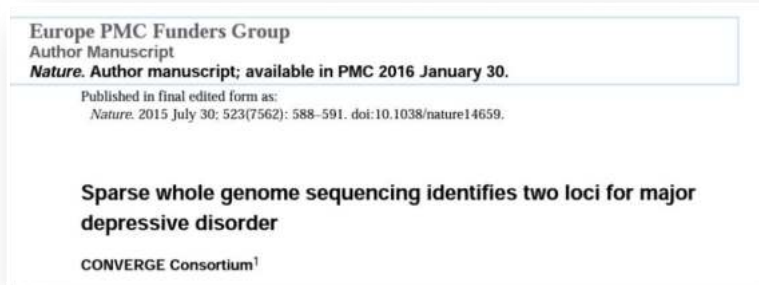 Europe PMC Funders Group
Author Manuscript
Nature. Author manuscript; available in PMC 2016 January 30.
Published in final edited form as:
Nature. 2015 July 30; 523(7562): 588–591. doi:10.1038/nature14659.
Sparse whole genome sequencing identifies two loci for major
depressive disorder
CONVERGE Consortium¹